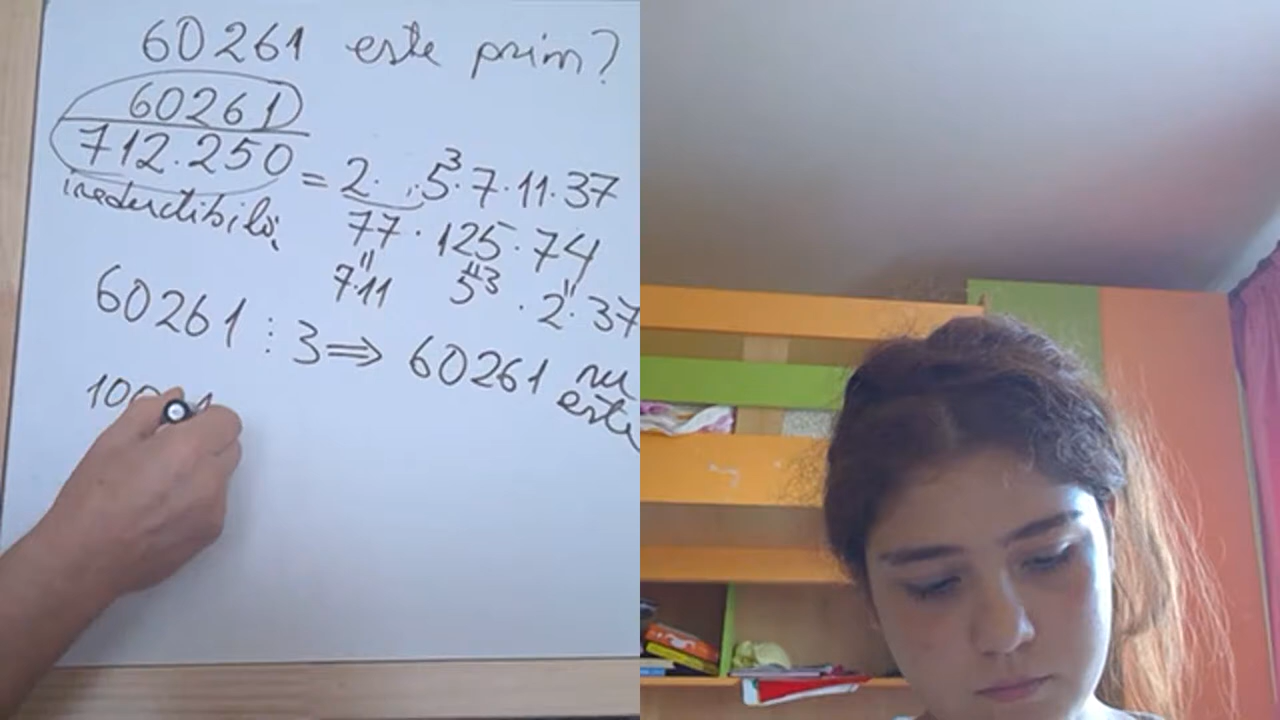 60261 este prim?
60261
712.250 = 2. .5³.7.11.37
ireductibilă
77 . 125 . 74
" " "
7.11 5³ . 2.37
60261 : 3 ⇒ 60261 nu
este